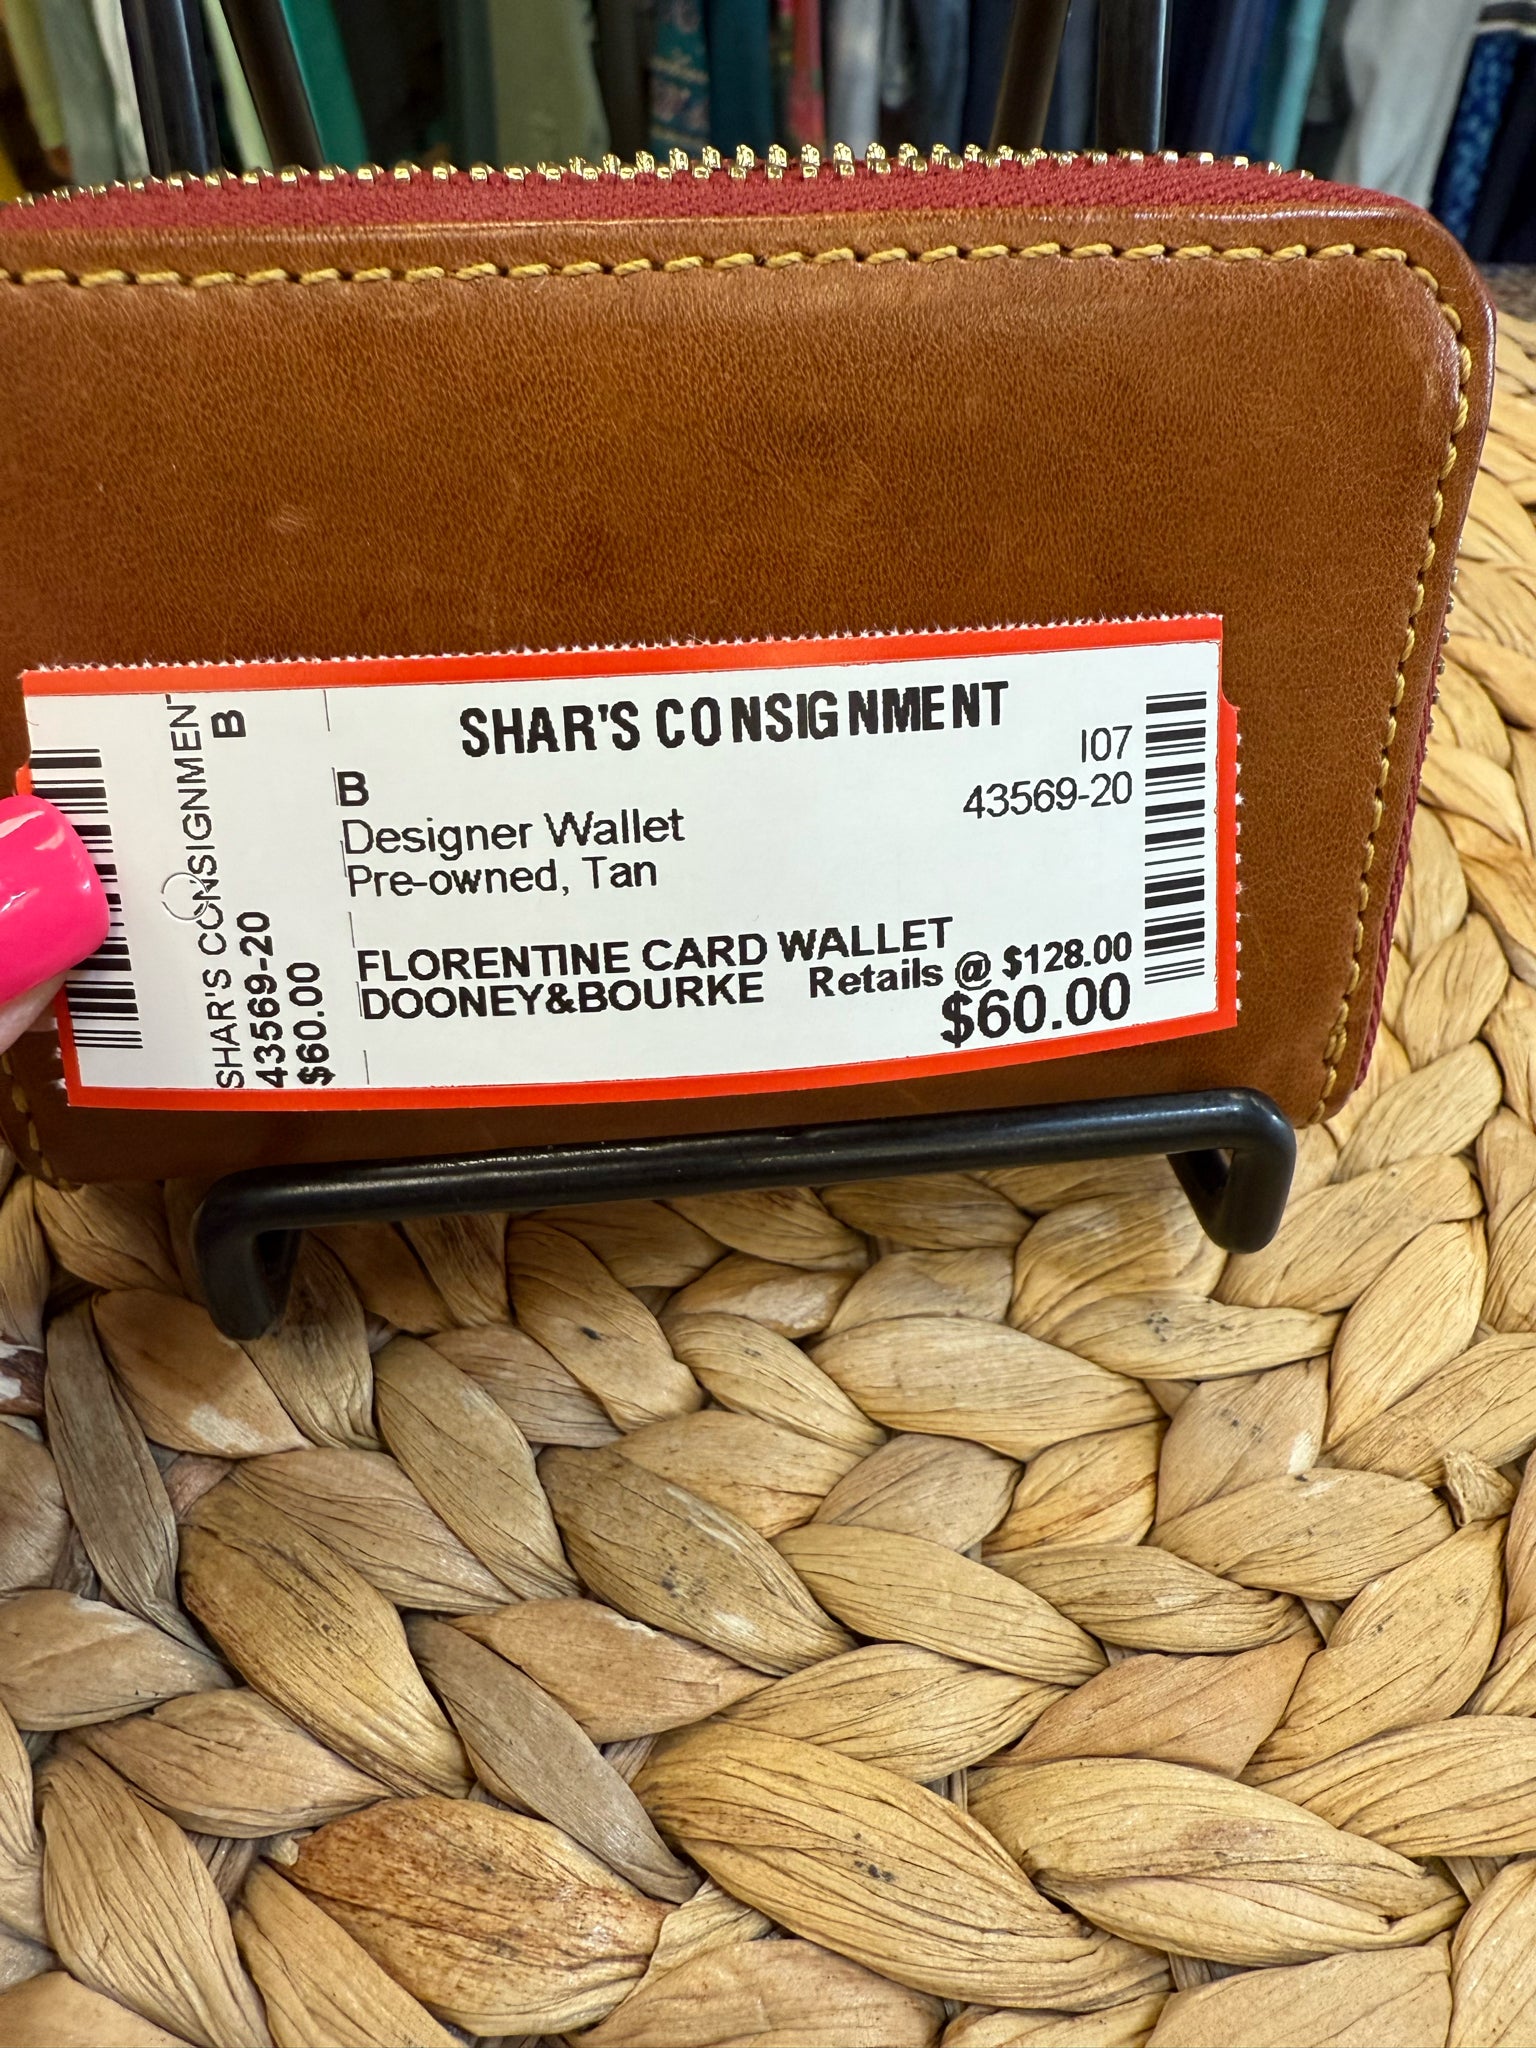 SHAR'S CONSIGNMENT
B
43569-20
$60.00
SHAR'S CONSIGNMENT
I07
B
43569-20
Designer Wallet
Pre-owned, Tan
FLORENTINE CARD WALLET
DOONEY&BOURKE
Retails @ $128.00
$60.00